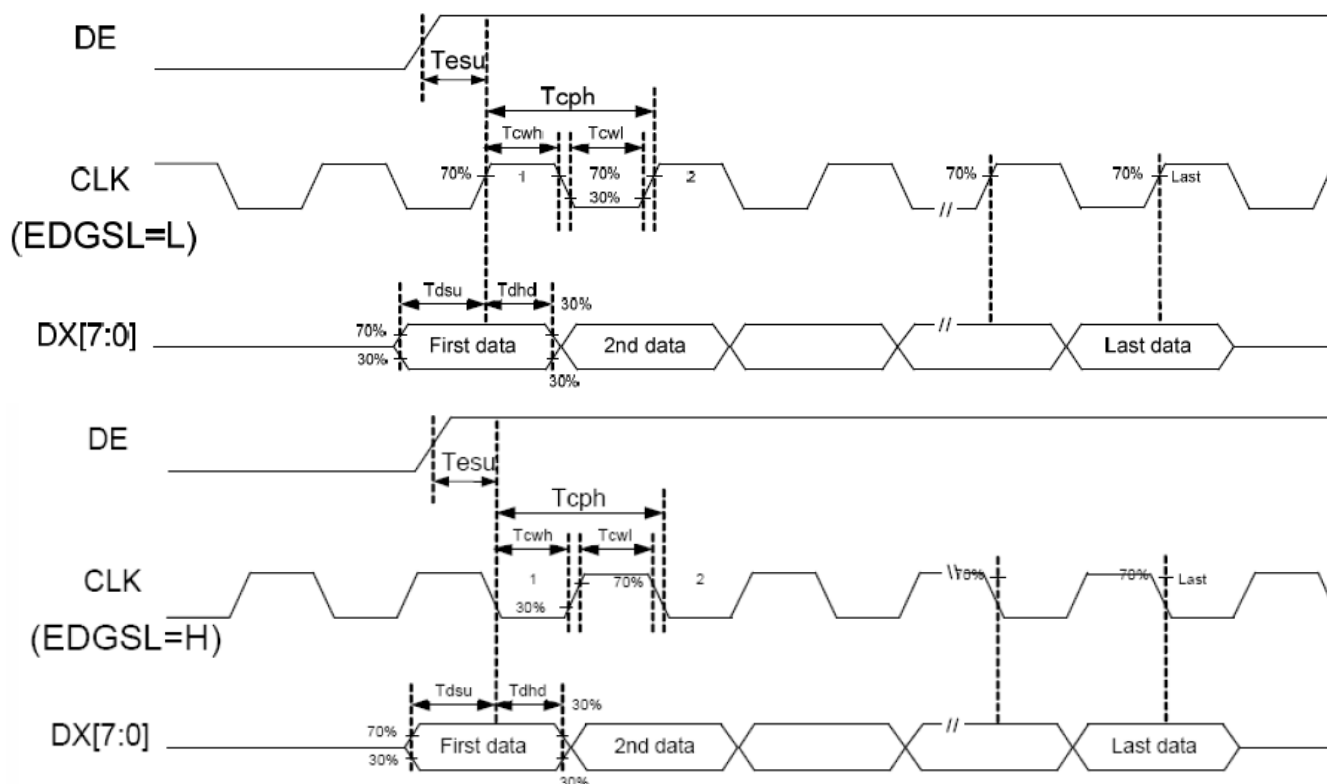 DE
Tesu
Tcph
Tcwh Tcwl
CLK 70% 1 70% 2 70% 70% Last
30%
(EDGSL=L)
//
Tdsu Tdhd 30%
DX[7:0] 70% //
First data 2nd data Last data
30%
30%
DE
Tesu
Tcph
Tcwh Tcwl
CLK 1 70% 2 \\ 70% 70% Last
30%
(EDGSL=H)
Tdsu Tdhd 30%
DX[7:0] 70% //
First data 2nd data Last data
30%
30%